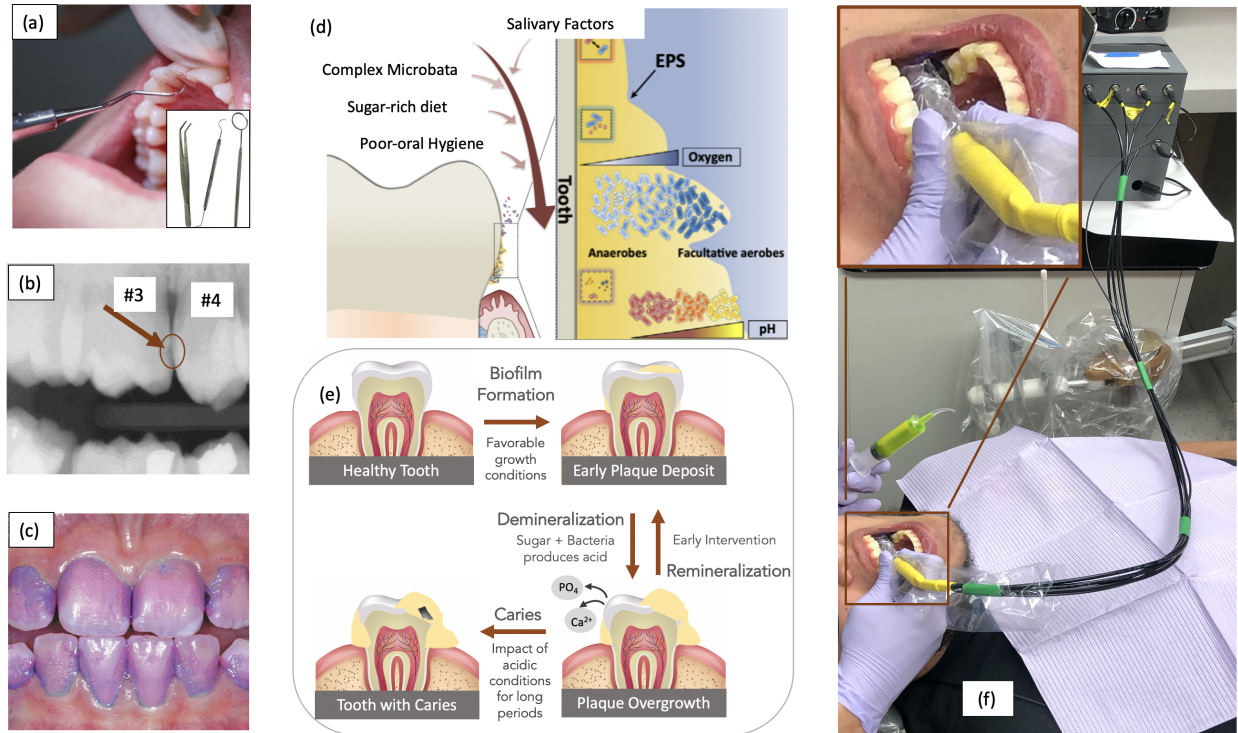 (a)
(b)
#3
#4
(c)
(d)
Salivary Factors
Complex Microbata
Sugar-rich diet
Poor-oral Hygiene
EPS
Oxygen
Tooth
Anaerobes
Facultative aerobes
pH
(e)
Healthy Tooth
Biofilm
Formation
Favorable
growth
conditions
Early Plaque Deposit
Demineralization
Sugar + Bacteria
produces acid
Early Intervention
Remineralization
PO₄
Ca²⁺
Plaque Overgrowth
Caries
Impact of
acidic
conditions
for long
periods
Tooth with Caries
(f)